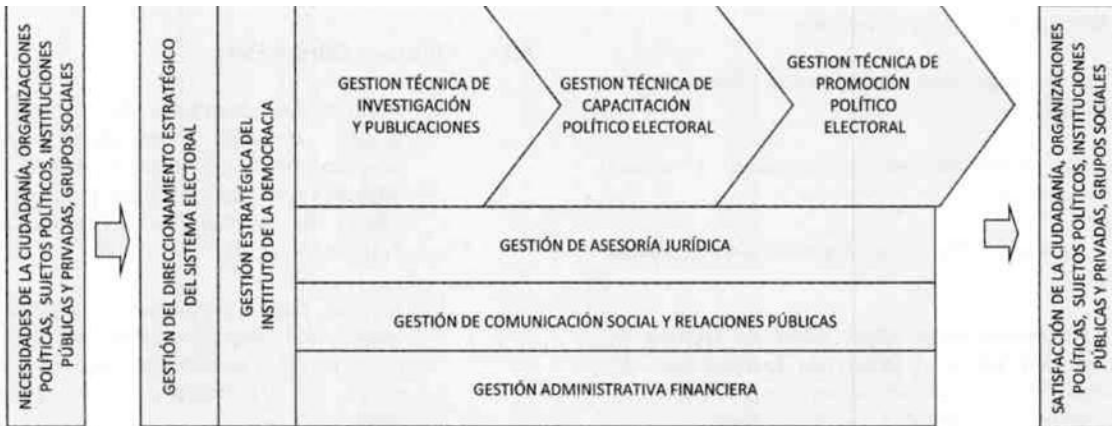 NECESIDADES DE LA CIUDADANÍA, ORGANIZACIONES
POLÍTICAS, SUJETOS POLÍTICOS, INSTITUCIONES
PÚBLICAS Y PRIVADAS, GRUPOS SOCIALES
GESTIÓN DEL DIRECCIONAMIENTO ESTRATÉGICO
DEL SISTEMA ELECTORAL
GESTIÓN ESTRATÉGICA DEL
INSTITUTO DE LA DEMOCRACIA
GESTION TÉCNICA DE
INVESTIGACIÓN
Y PUBLICACIONES
GESTION TÉCNICA DE
CAPACITACIÓN
POLÍTICO ELECTORAL
GESTION TÉCNICA DE
PROMOCIÓN
POLÍTICO
ELECTORAL
GESTIÓN DE ASESORÍA JURÍDICA
GESTIÓN DE COMUNICACIÓN SOCIAL Y RELACIONES PÚBLICAS
GESTIÓN ADMINISTRATIVA FINANCIERA
SATISFACCIÓN DE LA CIUDADANÍA, ORGANIZACIONES
POLÍTICAS, SUJETOS POLÍTICOS, INSTITUCIONES
PÚBLICAS Y PRIVADAS, GRUPOS SOCIALES